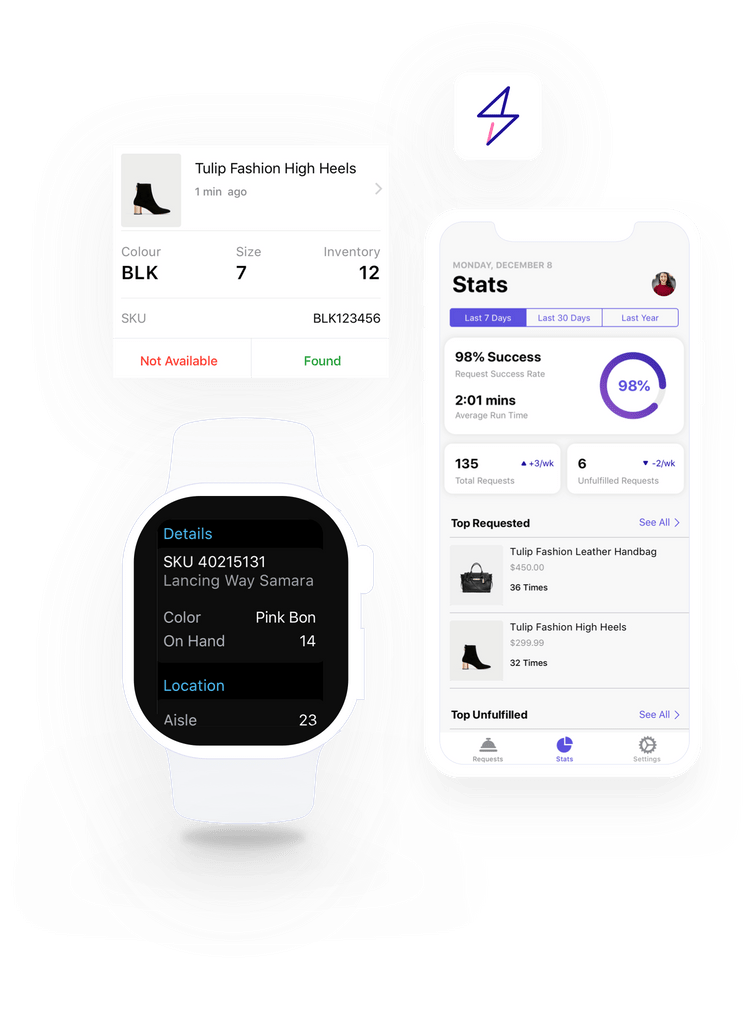 Tulip Fashion High Heels
1 min ago
Colour Size Inventory
BLK 7 12
SKU BLK123456
Not Available Found
Details
SKU 40215131
Lancing Way Samara
Color Pink Bon
On Hand 14
Location
Aisle 23
MONDAY, DECEMBER 8
Stats
Last 7 Days Last 30 Days Last Year
98% Success
Request Success Rate
98%
2:01 mins
Average Run Time
135 ▲ +3/wk
Total Requests
6 ▼ -2/wk
Unfulfilled Requests
Top Requested See All
Tulip Fashion Leather Handbag
$450.00
36 Times
Tulip Fashion High Heels
$299.99
32 Times
Top Unfulfilled See All
Requests Stats Settings